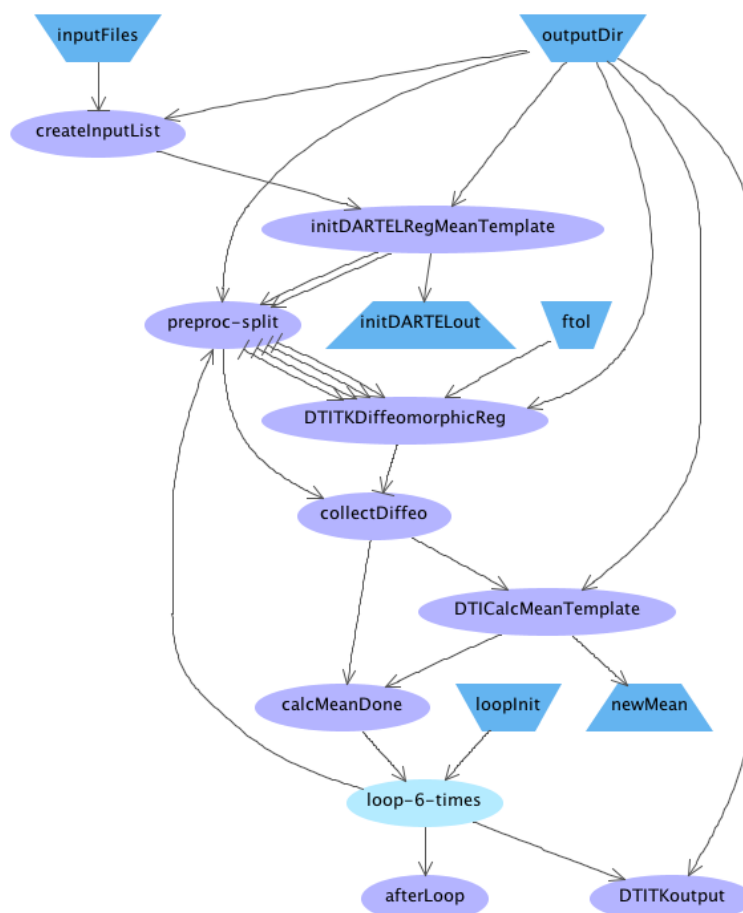 inputFiles
outputDir
createInputList
initDARTELRegMeanTemplate
preproc-split
initDARTELout
ftol
DTITKDiffeomorphicReg
collectDiffeo
DTICalcMeanTemplate
calcMeanDone
loopInit
newMean
loop-6-times
afterLoop
DTITKoutput